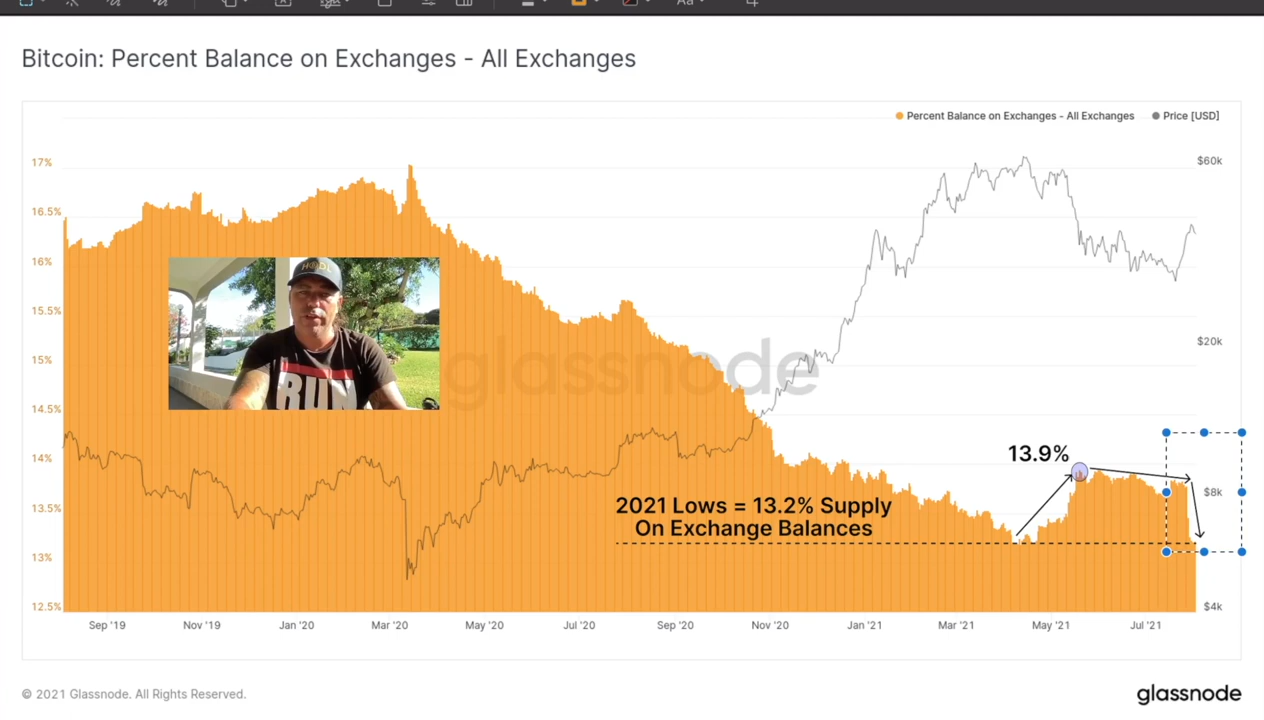 Aa
Bitcoin: Percent Balance on Exchanges - All Exchanges
Percent Balance on Exchanges - All Exchanges
Price [USD]
17%
16.5%
16%
15.5%
15%
14.5%
14%
13.5%
13%
12.5%
$60k
$20k
$8k
$4k
glassnode
RUN
13.9%
2021 Lows = 13.2% Supply
On Exchange Balances
Sep '19
Nov '19
Jan '20
Mar '20
May '20
Jul '20
Sep '20
Nov '20
Jan '21
Mar '21
May '21
Jul '21
© 2021 Glassnode. All Rights Reserved.
glassnode